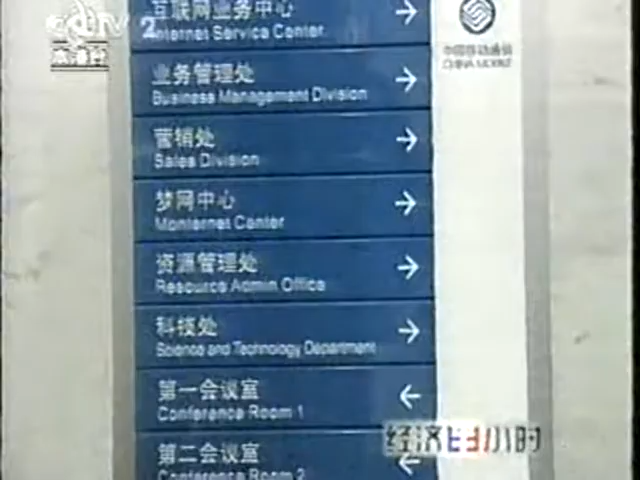 CCTV 2
互联网业务中心
Internet Service Center
中国移动通信
CHINA MOBILE
业务管理处
Business Management Division
营销处
Sales Division
梦网中心
Monternet Center
资源管理处
Resource Admin Office
科技处
Science and Technology Department
第一会议室
Conference Room 1
第二会议室
Conference Room 2
经济半小时